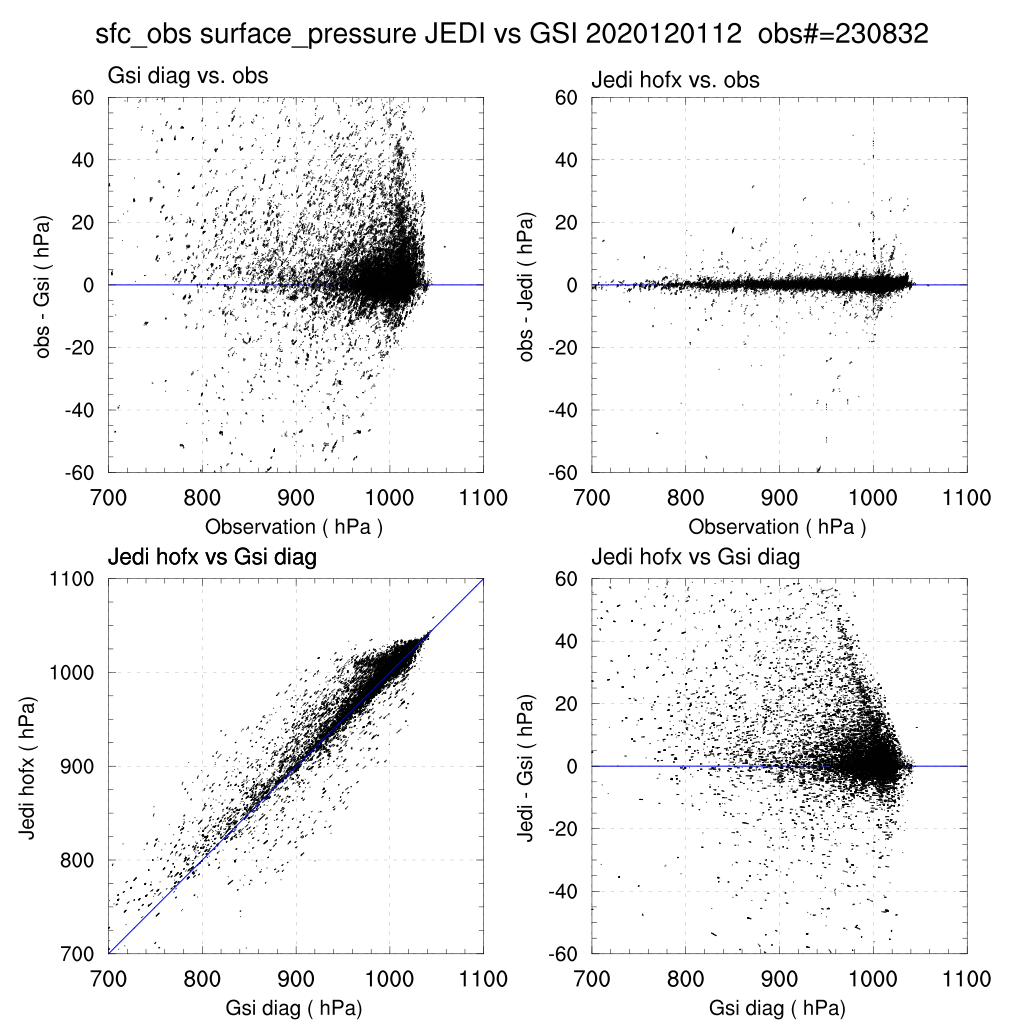 sfc_obs surface_pressure JEDI vs GSI 2020120112  obs#=230832
Gsi diag vs. obs
60
40
20
0
-20
-40
-60
obs - Gsi ( hPa)
700 800 900 1000 1100
Observation ( hPa )
Jedi hofx vs. obs
60
40
20
0
-20
-40
-60
obs - Jedi ( hPa)
700 800 900 1000 1100
Observation ( hPa )
Jedi hofx vs Gsi diag
1100
1000
900
800
700
Jedi hofx ( hPa)
700 800 900 1000 1100
Gsi diag ( hPa)
Jedi hofx vs Gsi diag
60
40
20
0
-20
-40
-60
Jedi - Gsi ( hPa)
700 800 900 1000 1100
Gsi diag ( hPa)